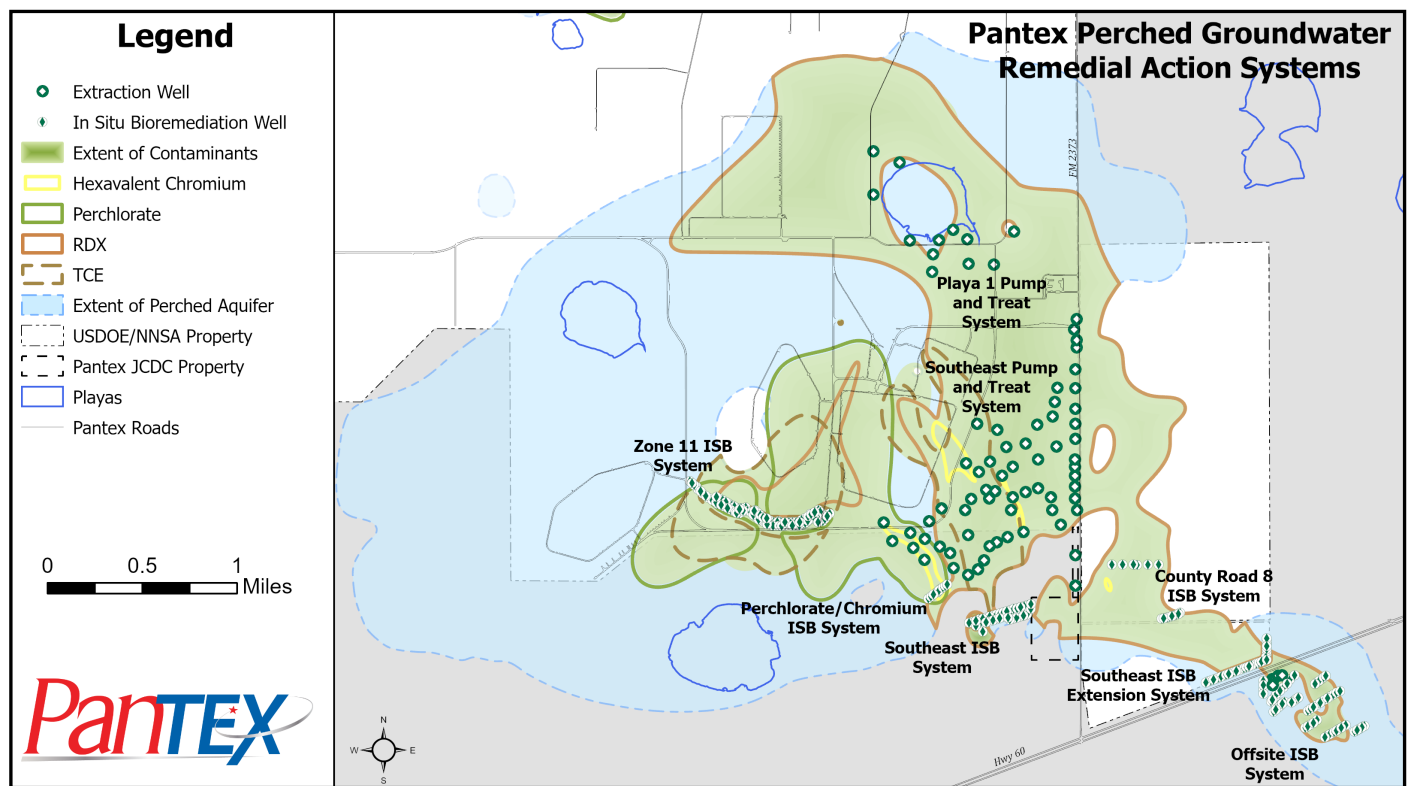 Legend
Extraction Well
In Situ Bioremediation Well
Extent of Contaminants
Hexavalent Chromium
Perchlorate
RDX
TCE
Extent of Perched Aquifer
USDOE/NNSA Property
Pantex JCDC Property
Playas
Pantex Roads
0 0.5 1
Miles
PanTEX
Pantex Perched Groundwater
Remedial Action Systems
FM 2373
Playa 1 Pump
and Treat
System
Southeast Pump
and Treat
System
Zone 11 ISB
System
Perchlorate/Chromium
ISB System
Southeast ISB
System
County Road 8
ISB System
Southeast ISB
Extension System
Offsite ISB
System
Hwy 60
N
W E
S